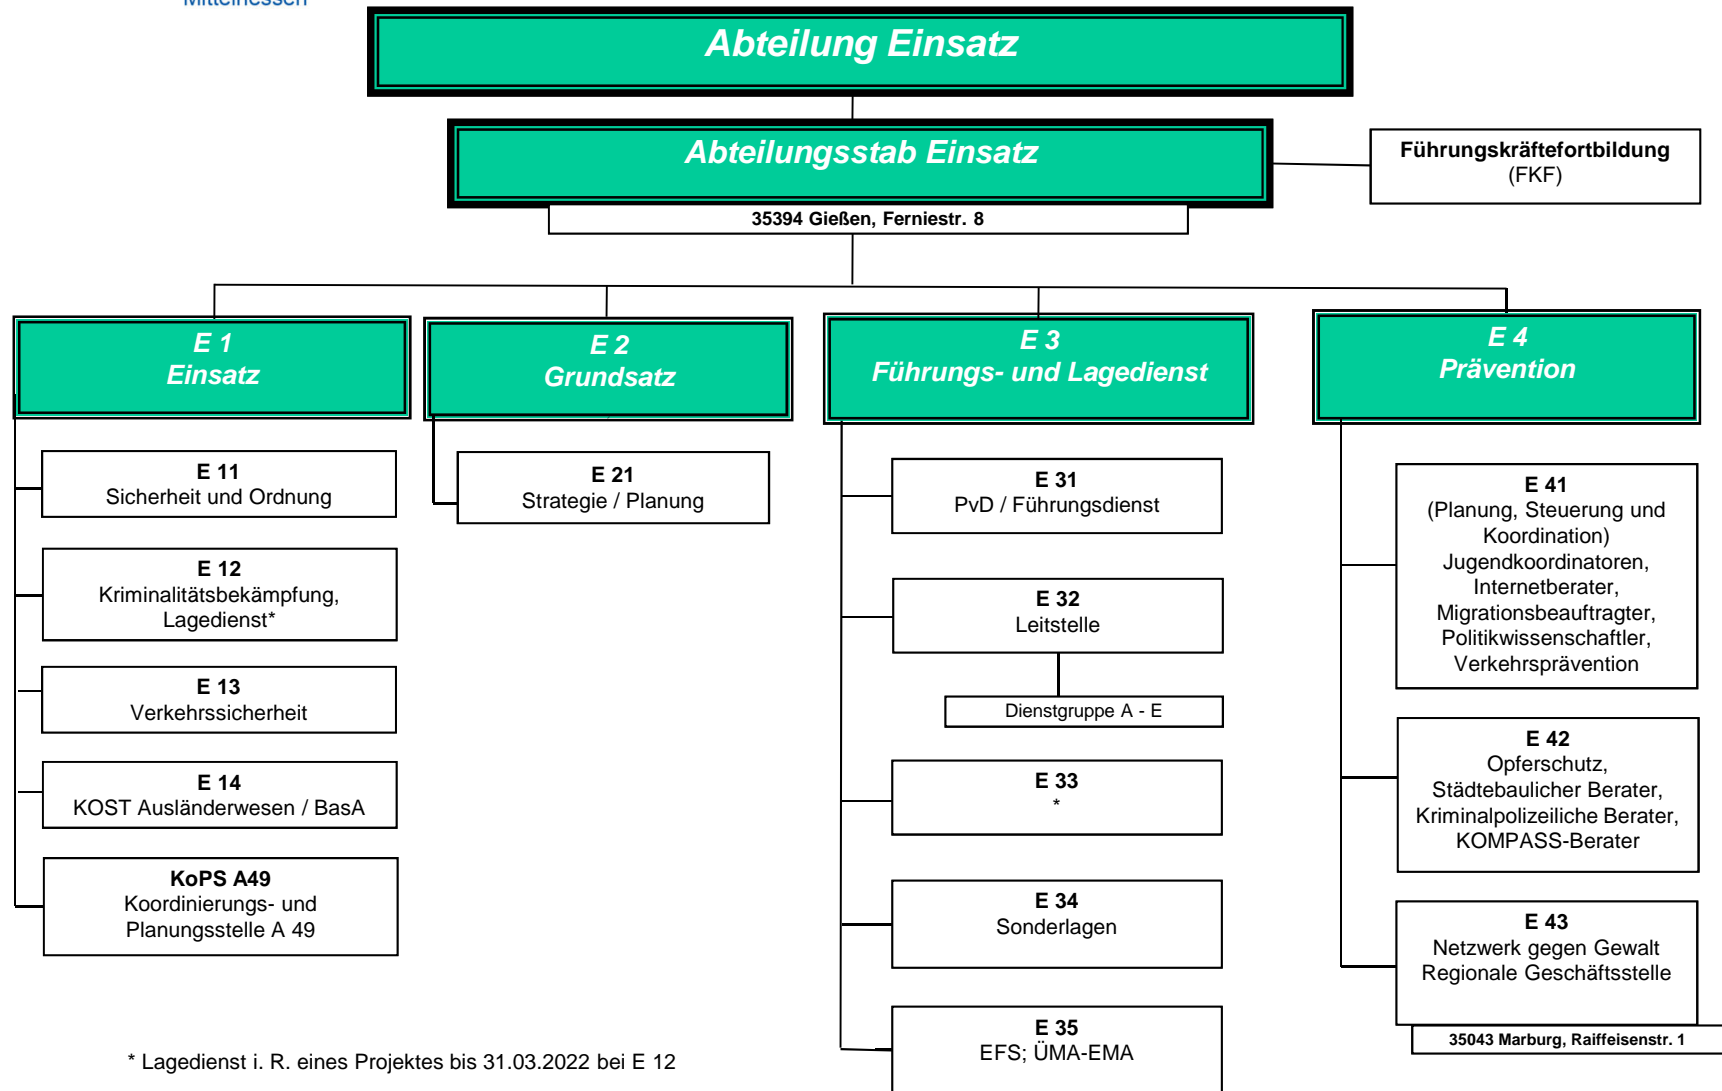 Mittelhessen
Abteilung Einsatz
Abteilungsstab Einsatz
35394 Gießen, Ferniestr. 8
Führungskräftefortbildung
(FKF)
E 1
Einsatz
E 11
Sicherheit und Ordnung
E 12
Kriminalitätsbekämpfung,
Lagedienst*
E 13
Verkehrssicherheit
E 14
KOST Ausländerwesen / BasA
KoPS A49
Koordinierungs- und
Planungsstelle A 49
E 2
Grundsatz
E 21
Strategie / Planung
E 3
Führungs- und Lagedienst
E 31
PvD / Führungsdienst
E 32
Leitstelle
Dienstgruppe A - E
E 33
*
E 34
Sonderlagen
E 35
EFS; ÜMA-EMA
E 4
Prävention
E 41
(Planung, Steuerung und
Koordination)
Jugendkoordinatoren,
Internetberater,
Migrationsbeauftragter,
Politikwissenschaftler,
Verkehrsprävention
E 42
Opferschutz,
Städtebaulicher Berater,
Kriminalpolizeiliche Berater,
KOMPASS-Berater
E 43
Netzwerk gegen Gewalt
Regionale Geschäftsstelle
35043 Marburg, Raiffeisenstr. 1
* Lagedienst i. R. eines Projektes bis 31.03.2022 bei E 12